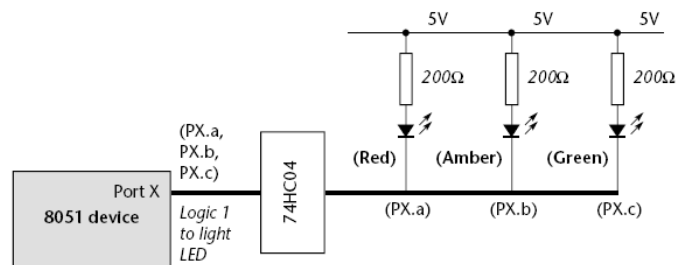 5V 5V 5V
200Ω 200Ω 200Ω
(PX.a,
PX.b,
PX.c)
(Red) (Amber) (Green)
Port X
8051 device
Logic 1
to light
LED
74HC04
(PX.a) (PX.b) (PX.c)